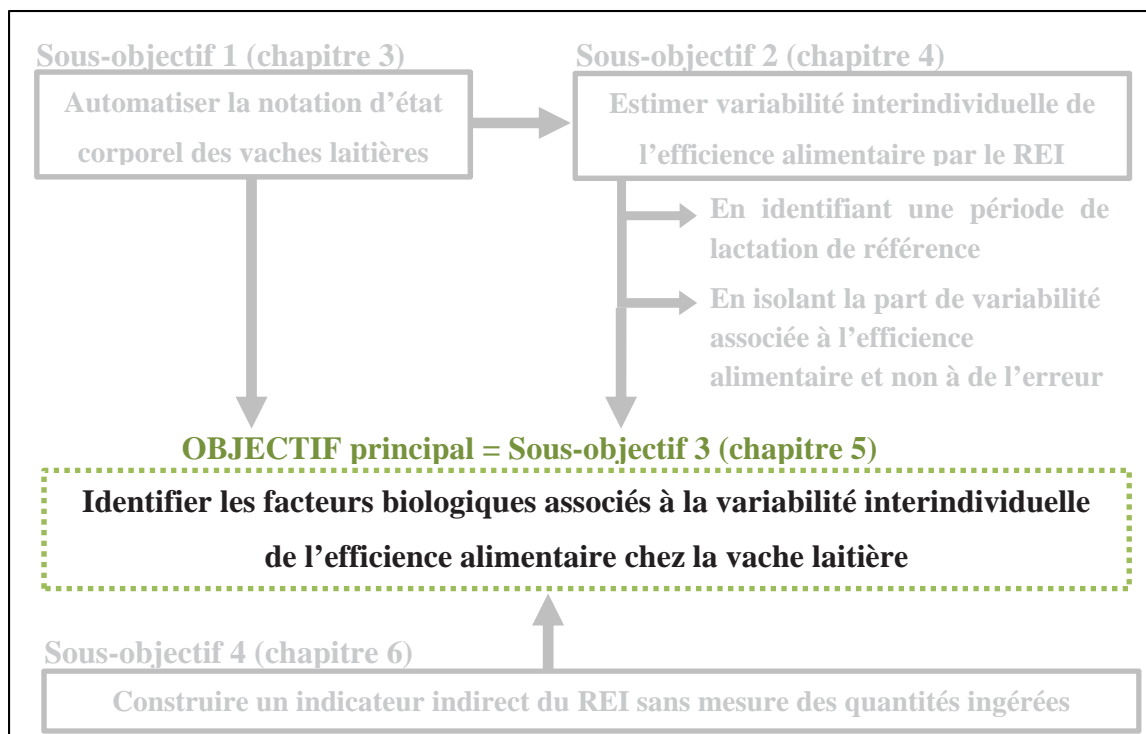 Sous-objectif 1 (chapitre 3)
Automatiser la notation d’état
corporel des vaches laitières
Sous-objectif 2 (chapitre 4)
Estimer variabilité interindividuelle de
l’efficience alimentaire par le REI
En identifiant une période de
lactation de référence
En isolant la part de variabilité
associée à l’efficience
alimentaire et non à de l’erreur
OBJECTIF principal = Sous-objectif 3 (chapitre 5)
Identifier les facteurs biologiques associés à la variabilité interindividuelle
de l’efficience alimentaire chez la vache laitière
Sous-objectif 4 (chapitre 6)
Construire un indicateur indirect du REI sans mesure des quantités ingérées